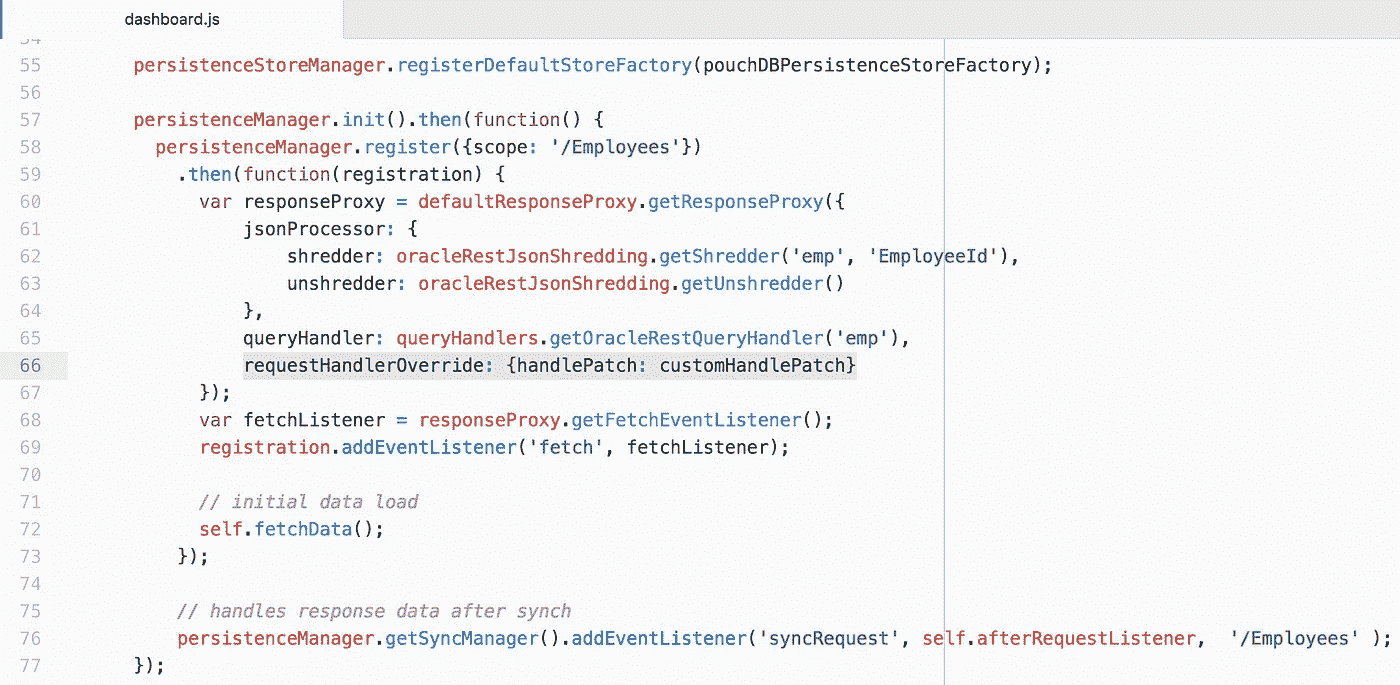 dashboard.js
54
55 persistenceStoreManager.registerDefaultStoreFactory(pouchDBPersistenceStoreFactory);
56
57 persistenceManager.init().then(function() {
58 persistenceManager.register({scope: '/Employees'})
59 .then(function(registration) {
60 var responseProxy = defaultResponseProxy.getResponseProxy({
61 jsonProcessor: {
62 shredder: oracleRestJsonShredding.getShredder('emp', 'EmployeeId'),
63 unshredder: oracleRestJsonShredding.getUnshredder()
64 },
65 queryHandler: queryHandlers.getOracleRestQueryHandler('emp'),
66 requestHandlerOverride: {handlePatch: customHandlePatch}
67 });
68 var fetchListener = responseProxy.getFetchEventListener();
69 registration.addEventListener('fetch', fetchListener);
70
71 // initial data load
72 self.fetchData();
73 });
74
75 // handles response data after synch
76 persistenceManager.getSyncManager().addEventListener('syncRequest', self.afterRequestListener,  '/Employees' );
77 });